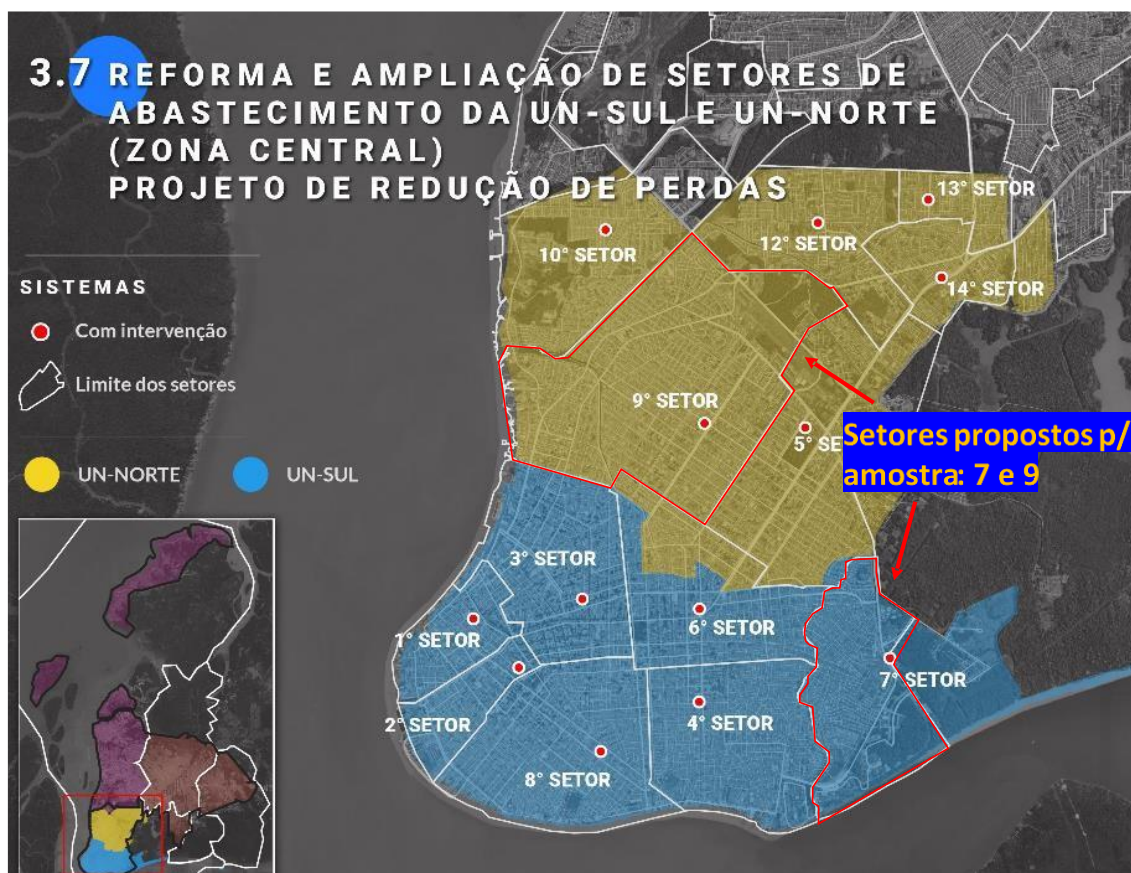 3.7 REFORMA E AMPLIAÇÃO DE SETORES DE
ABASTECIMENTO DA UN-SUL E UN-NORTE
(ZONA CENTRAL)
PROJETO DE REDUÇÃO DE PERDAS
SISTEMAS
Com intervenção
Limite dos setores
UN-NORTE
UN-SUL
13° SETOR
10° SETOR
12° SETOR
14° SETOR
9° SETOR
5° SE
Setores propostos p/
amostra: 7 e 9
3° SETOR
1° SETOR
6° SETOR
7° SETOR
2° SETOR
4° SETOR
8° SETOR